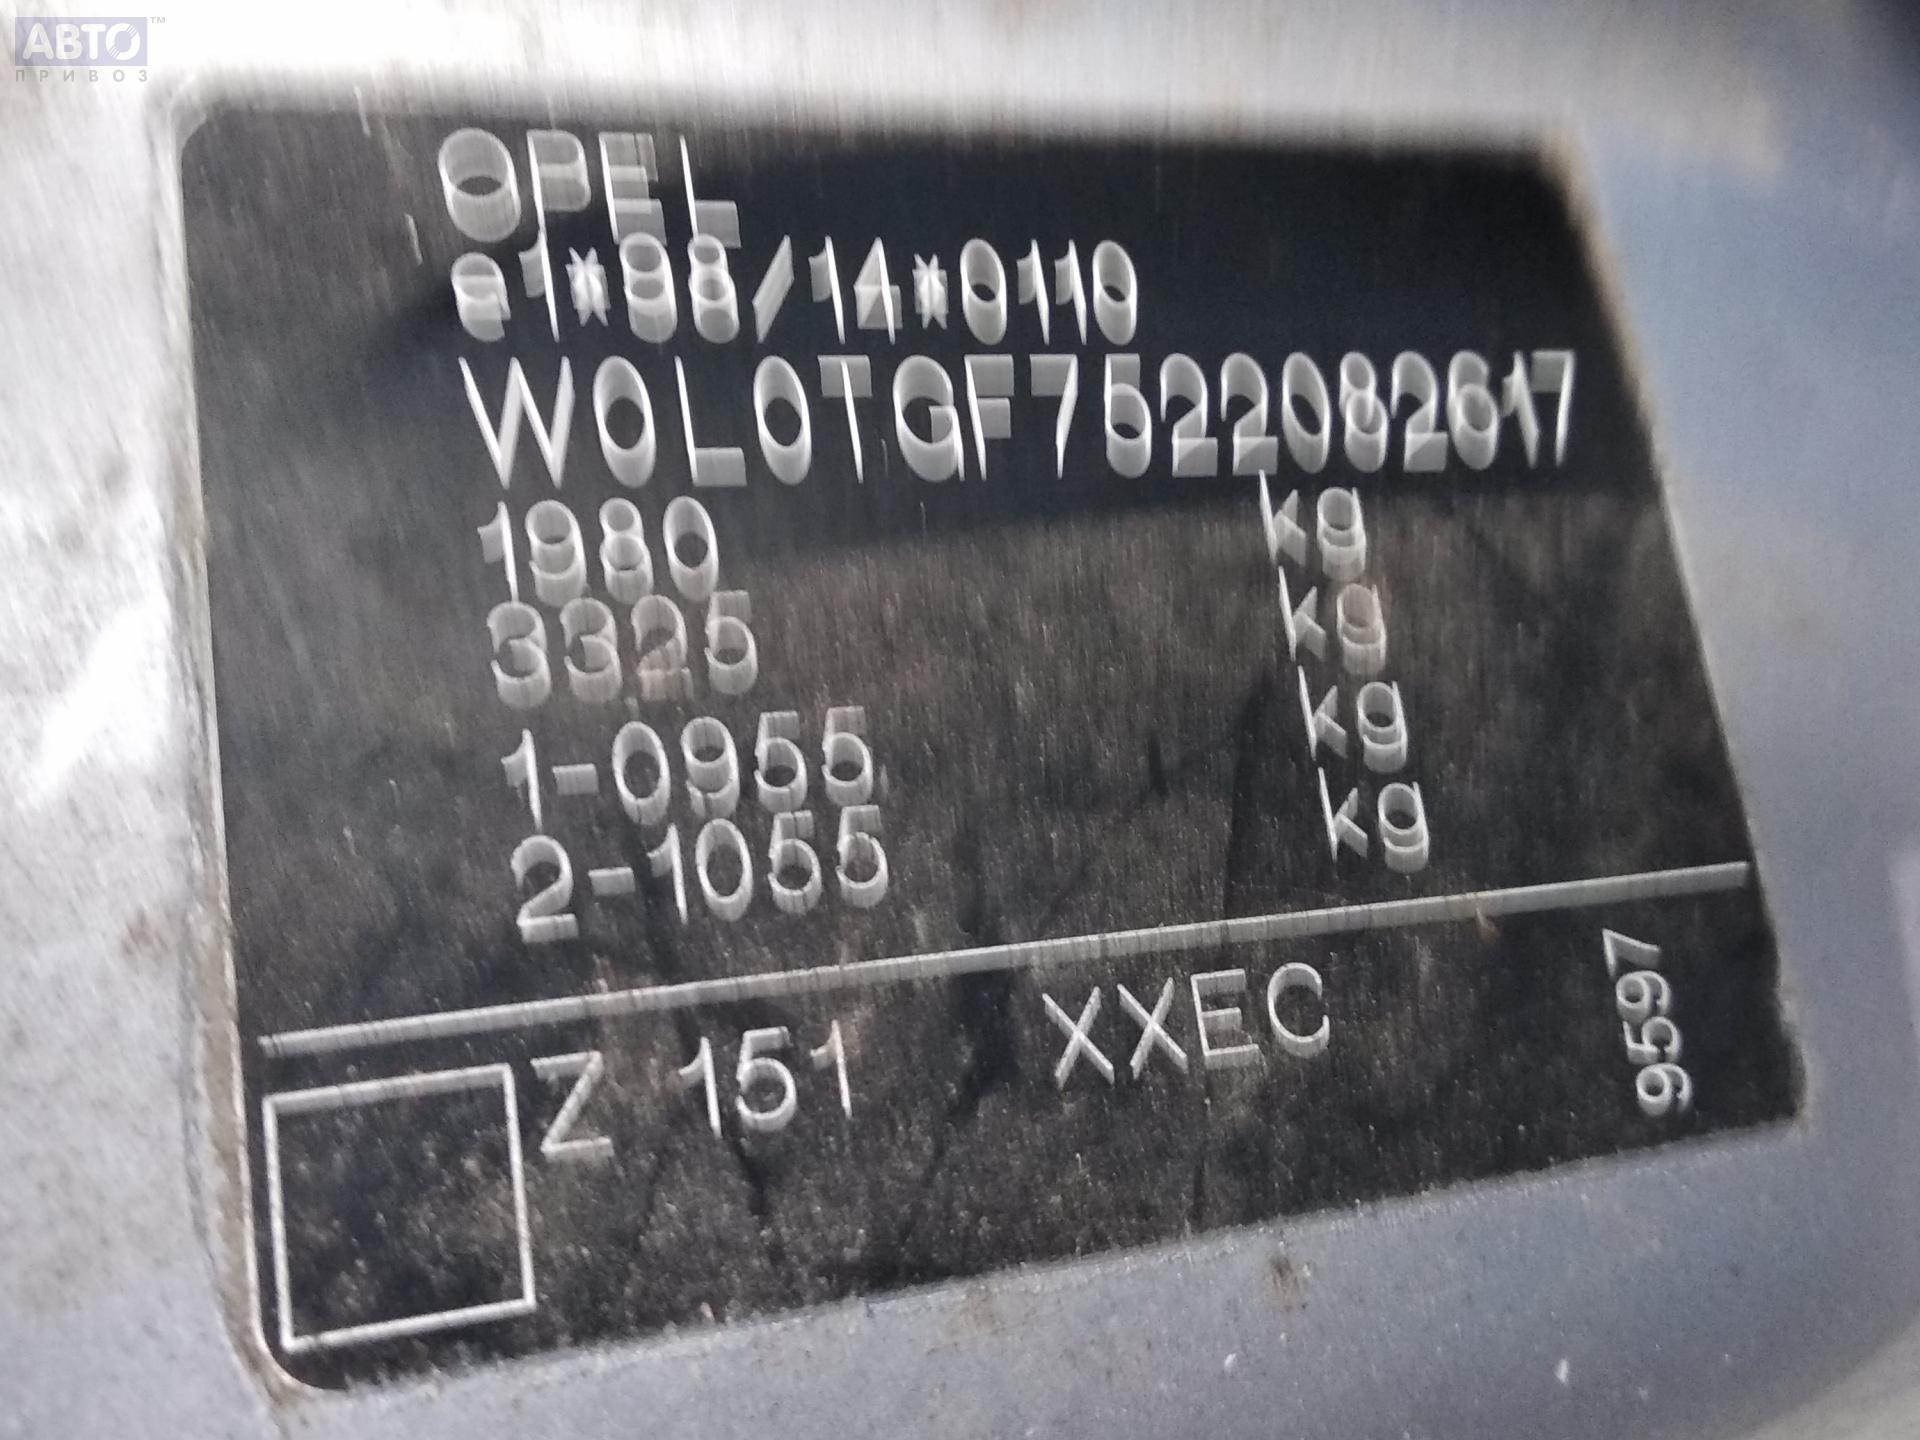 АВТО™
ПРИВОЗ
OPEL
e1*98/14*0110
W0L0TGF7522082617
1980 kg
3325 kg
1-0955 kg
2-1055 kg
Z 151 XXEC
9597